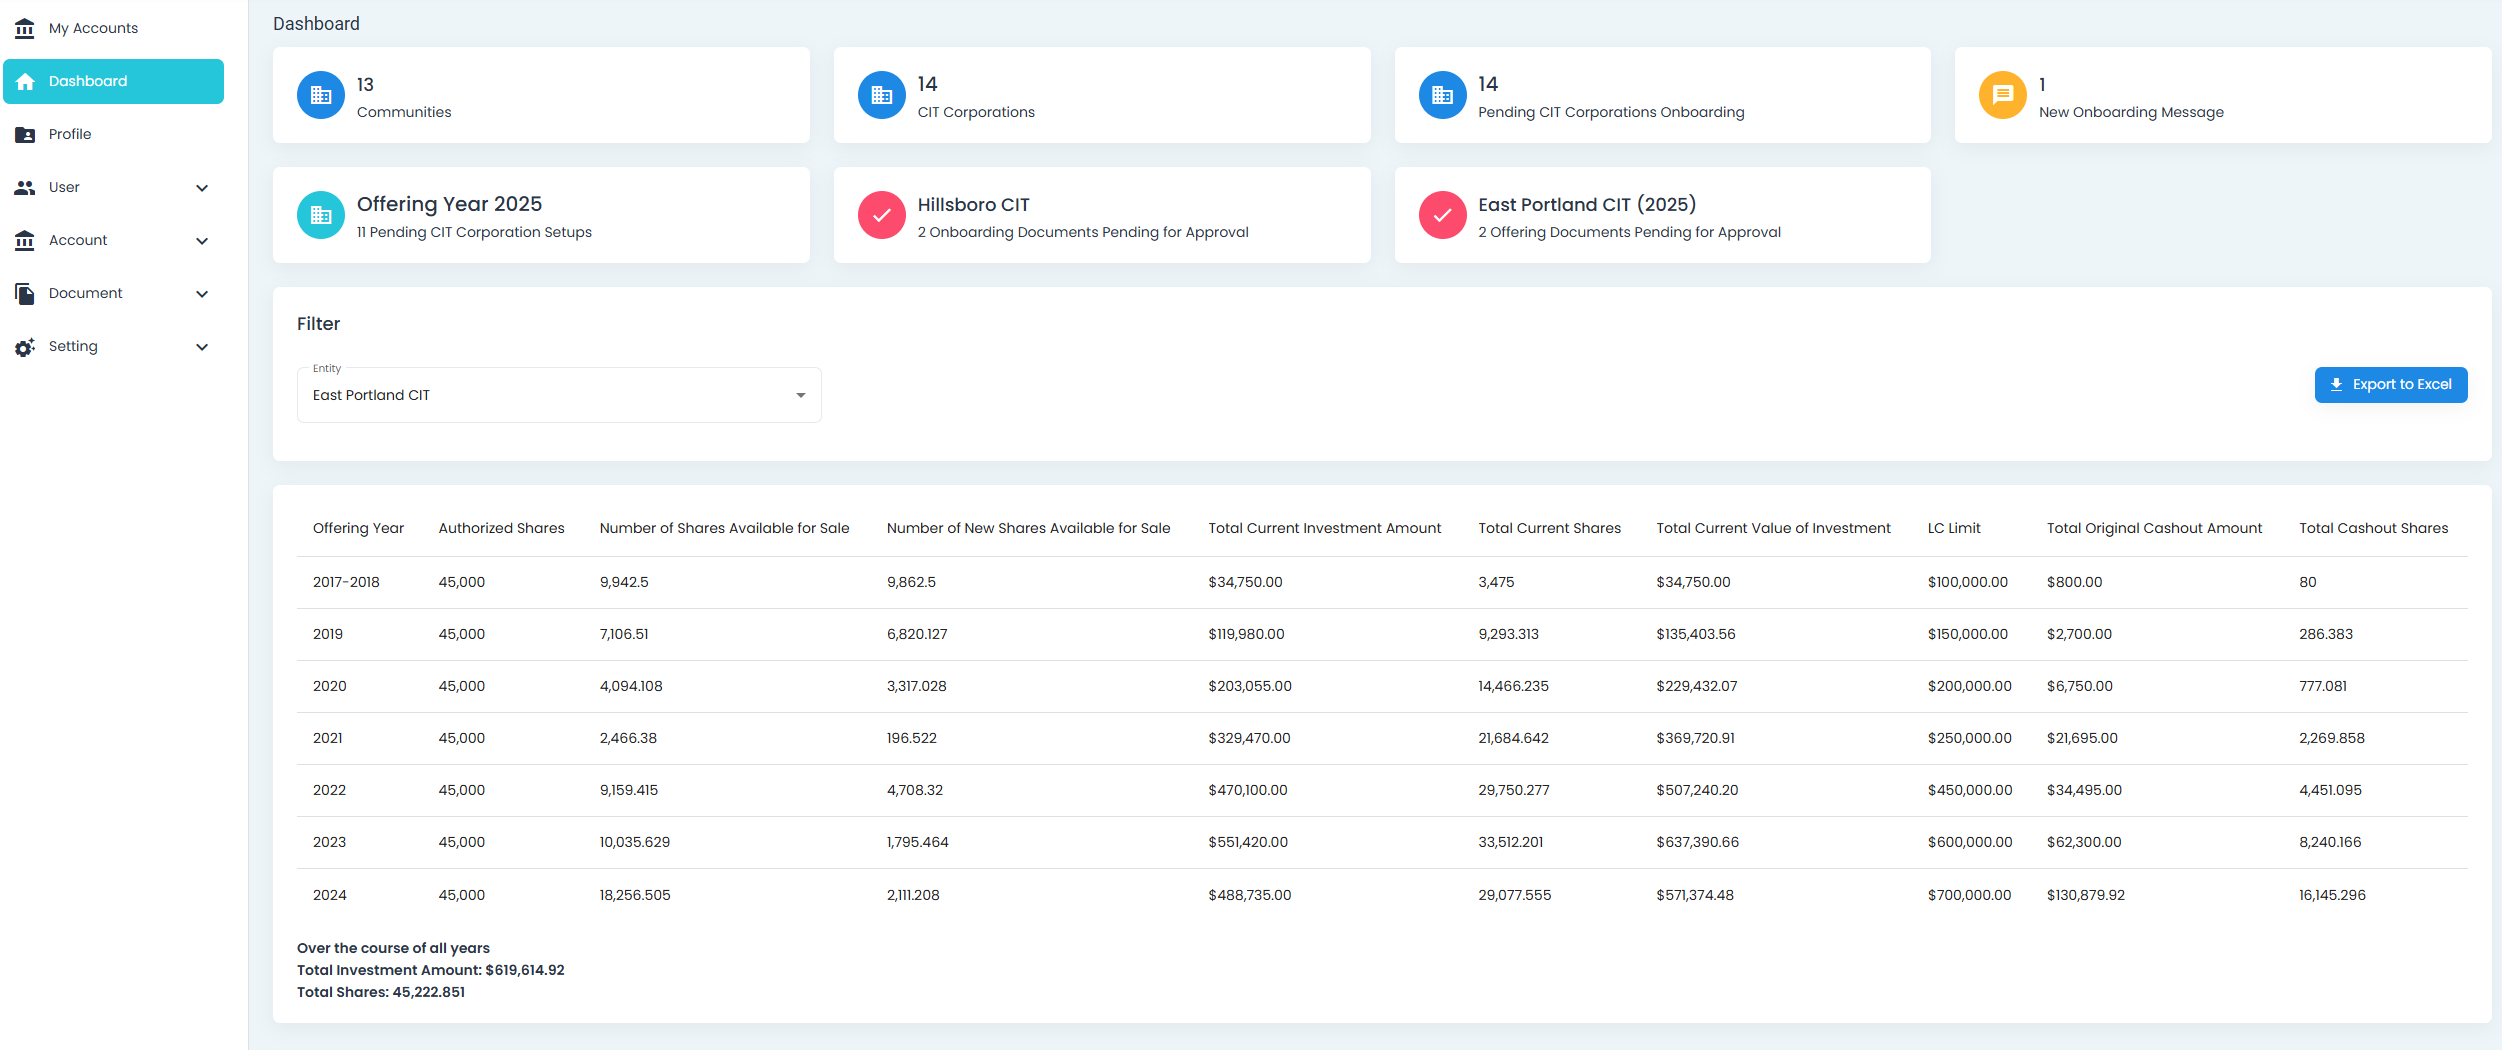 My Accounts
Dashboard
Profile
User
Account
Document
Setting
Dashboard
13
Communities
14
CIT Corporations
14
Pending CIT Corporations Onboarding
1
New Onboarding Message
Offering Year 2025
11 Pending CIT Corporation Setups
Hillsboro CIT
2 Onboarding Documents Pending for Approval
East Portland CIT (2025)
2 Offering Documents Pending for Approval
Filter
Entity
East Portland CIT
Export to Excel
Offering Year Authorized Shares Number of Shares Available for Sale Number of New Shares Available for Sale Total Current Investment Amount Total Current Shares Total Current Value of Investment LC Limit Total Original Cashout Amount Total Cashout Shares
2017-2018 45,000 9,942.5 9,862.5 $34,750.00 3,475 $34,750.00 $100,000.00 $800.00 80
2019 45,000 7,106.51 6,820.127 $119,980.00 9,293.313 $135,403.56 $150,000.00 $2,700.00 286.383
2020 45,000 4,094.108 3,317.028 $203,055.00 14,466.235 $229,432.07 $200,000.00 $6,750.00 777.081
2021 45,000 2,466.38 196.522 $329,470.00 21,684.642 $369,720.91 $250,000.00 $21,695.00 2,269.858
2022 45,000 9,159.415 4,708.32 $470,100.00 29,750.277 $507,240.20 $450,000.00 $34,495.00 4,451.095
2023 45,000 10,035.629 1,795.464 $551,420.00 33,512.201 $637,390.66 $600,000.00 $62,300.00 8,240.166
2024 45,000 18,256.505 2,111.208 $488,735.00 29,077.555 $571,374.48 $700,000.00 $130,879.92 16,145.296
Over the course of all years
Total Investment Amount: $619,614.92
Total Shares: 45,222.851